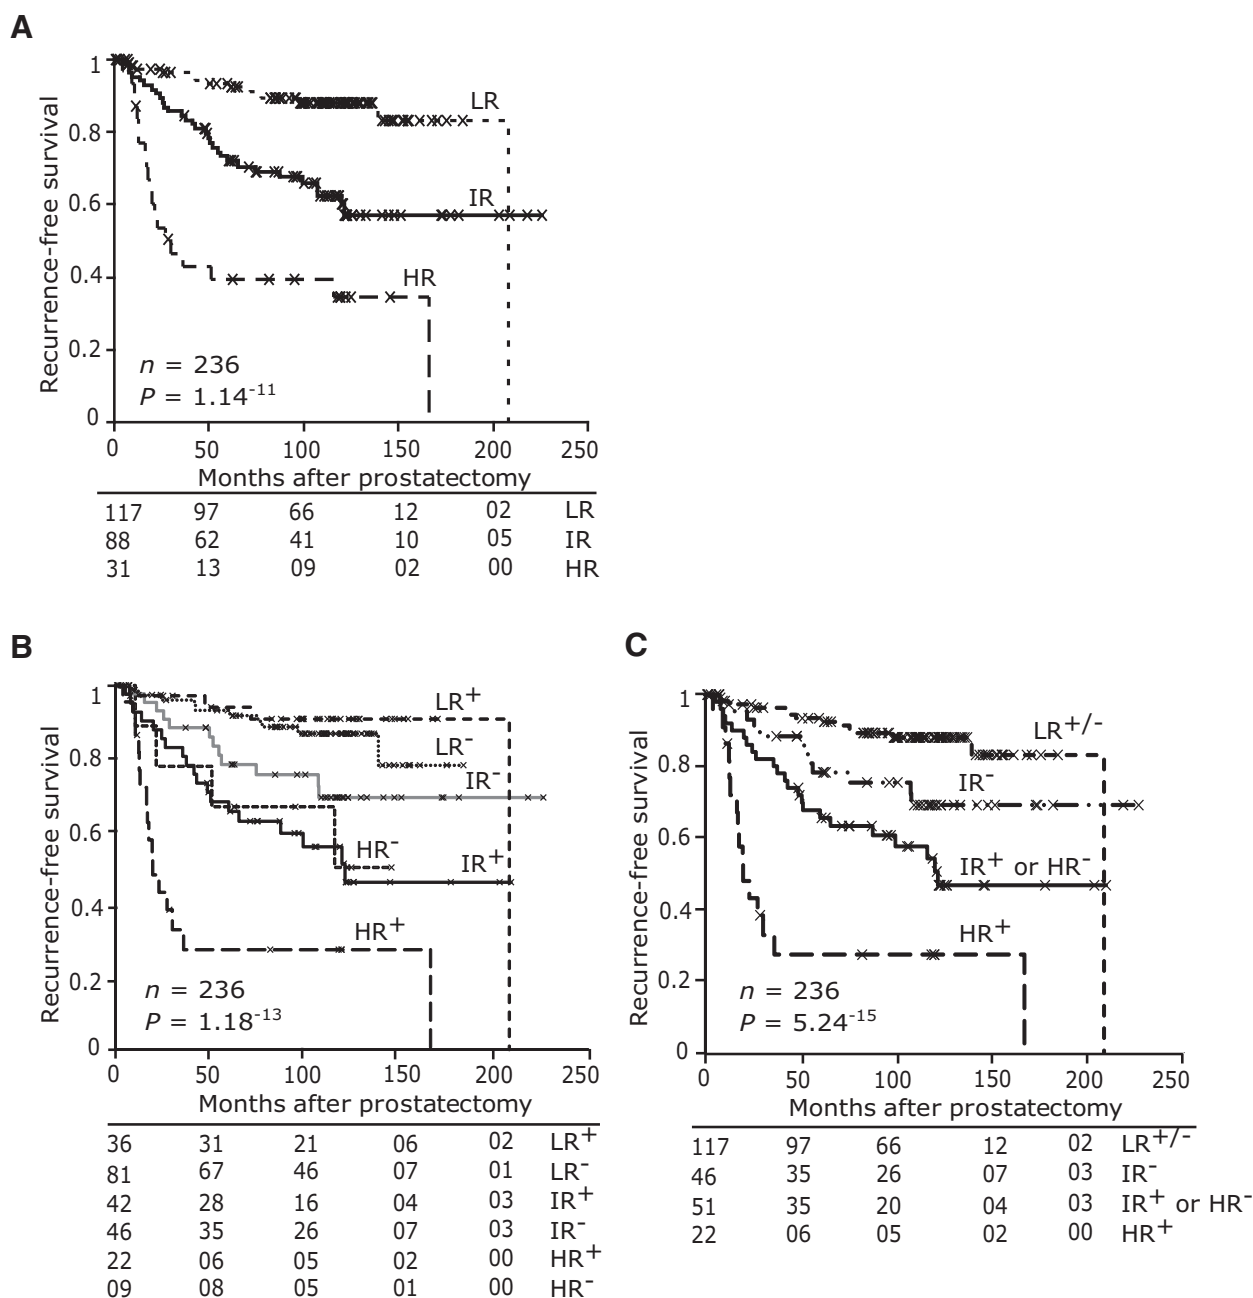 A
Recurrence-free survival
1
0.8
0.6
0.4
0.2
0
LR
IR
HR
n = 236
P = 1.14⁻¹¹
0 50 100 150 200 250
Months after prostatectomy
117 97 66 12 02 LR
88 62 41 10 05 IR
31 13 09 02 00 HR
B
Recurrence-free survival
1
0.8
0.6
0.4
0.2
0
LR⁺
LR⁻
IR⁻
HR⁻
IR⁺
HR⁺
n = 236
P = 1.18⁻¹³
0 50 100 150 200 250
Months after prostatectomy
36 31 21 06 02 LR⁺
81 67 46 07 01 LR⁻
42 28 16 04 03 IR⁺
46 35 26 07 03 IR⁻
22 06 05 02 00 HR⁺
09 08 05 01 00 HR⁻
C
Recurrence-free survival
1
0.8
0.6
0.4
0.2
0
LR⁺/⁻
IR⁻
IR⁺ or HR⁻
HR⁺
n = 236
P = 5.24⁻¹⁵
0 50 100 150 200 250
Months after prostatectomy
117 97 66 12 02 LR⁺/⁻
46 35 26 07 03 IR⁻
51 35 20 04 03 IR⁺ or HR⁻
22 06 05 02 00 HR⁺